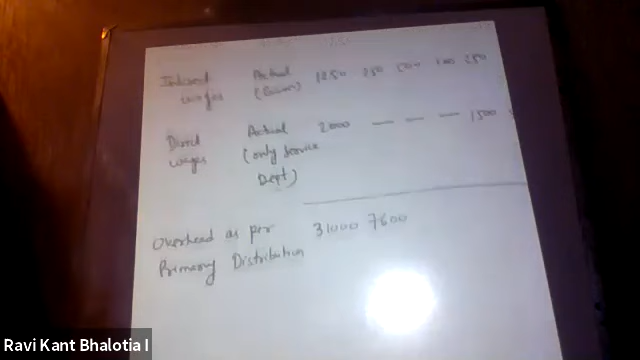 Indirect Actual 1250 250 500 200 250
wages (Given)
Direct Actual 2000 — — — 1500
wages (only service
Dept)
Overhead as per 31000 7600
Primary Distribution
Ravi Kant Bhalotia I